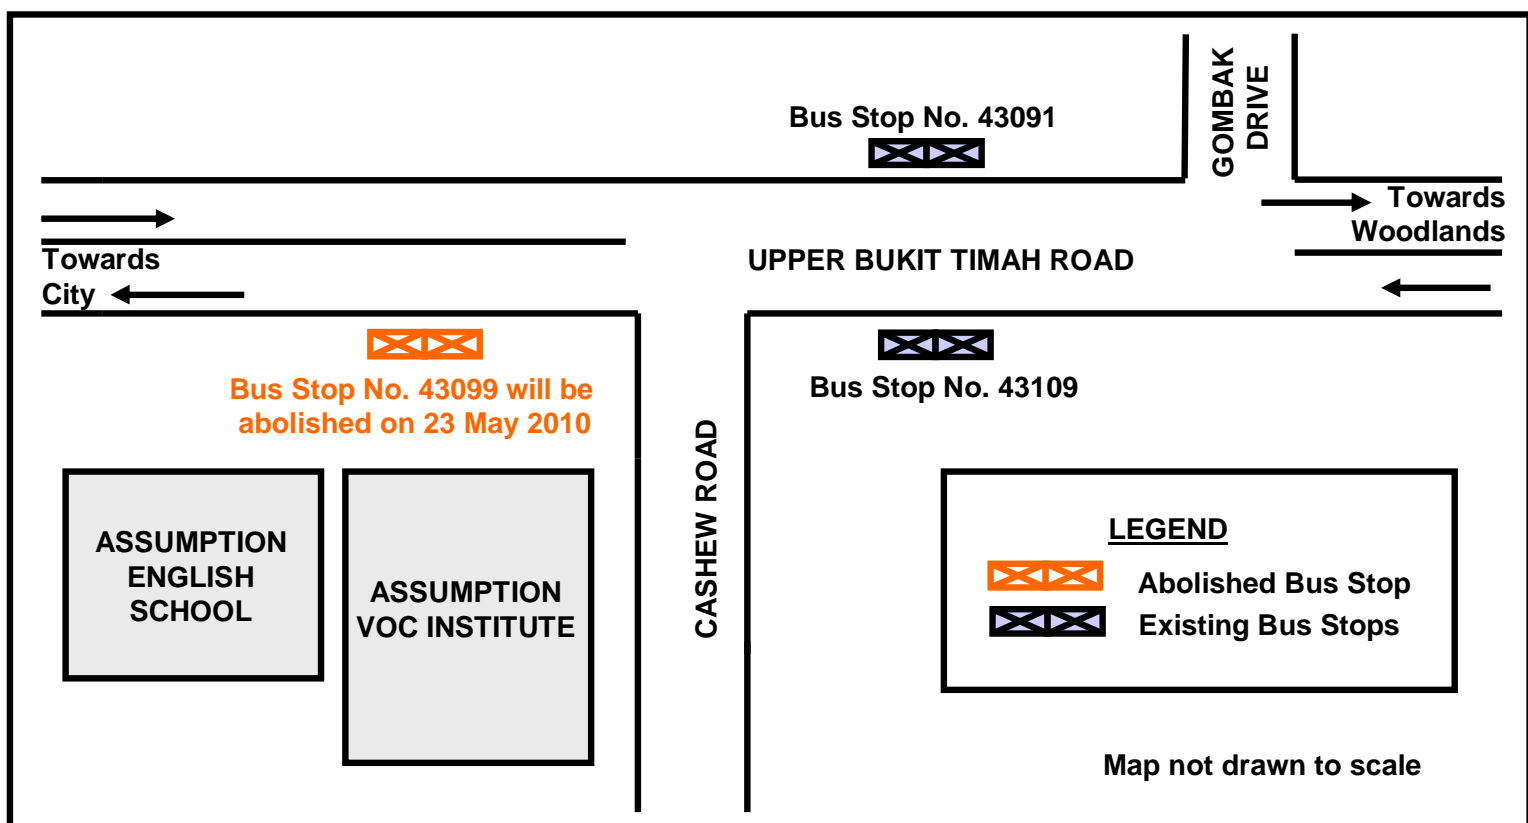 Bus Stop No. 43091
GOMBAK
DRIVE
Towards
Woodlands
Towards
City
UPPER BUKIT TIMAH ROAD
Bus Stop No. 43099 will be
abolished on 23 May 2010
Bus Stop No. 43109
CASHEW ROAD
ASSUMPTION
ENGLISH
SCHOOL
ASSUMPTION
VOC INSTITUTE
LEGEND
Abolished Bus Stop
Existing Bus Stops
Map not drawn to scale